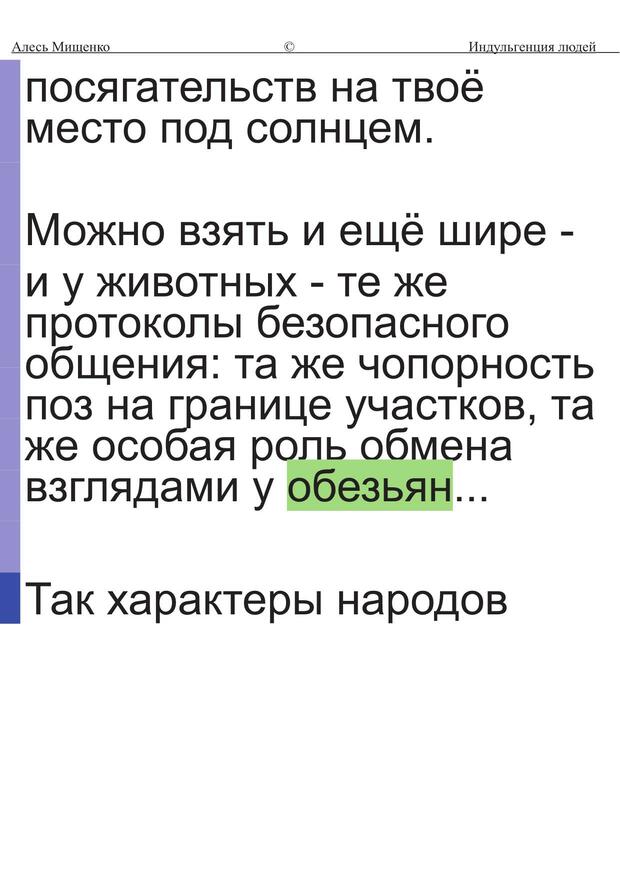 Алесь Мищенко © Индульгенция людей
посягательств на твоё
место под солнцем.
Можно взять и ещё шире -
и у животных - те же
протоколы безопасного
общения: та же чопорность
поз на границе участков, та
же особая роль обмена
взглядами у обезьян...
Так характеры народов